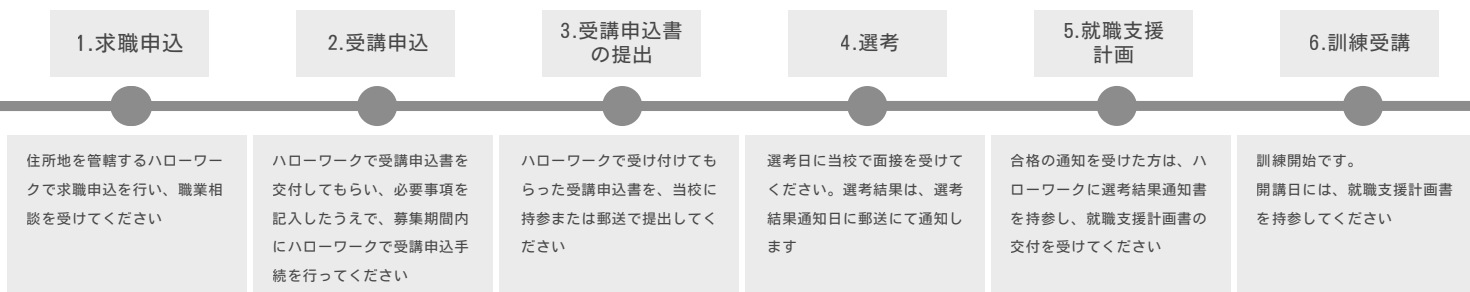 1.求職申込
2.受講申込
3.受講申込書
の提出
4.選考
5.就職支援
計画
6.訓練受講
住所地を管轄するハローワー
クで求職申込を行い、職業相
談を受けてください
ハローワークで受講申込書を
交付してもらい、必要事項を
記入したうえで、募集期間内
にハローワークで受講申込手
続を行ってください
ハローワークで受け付けても
らった受講申込書を、当校に
持参または郵送で提出してく
ださい
選考日に当校で面接を受けて
ください。選考結果は、選考
結果通知日に郵送にて通知し
ます
合格の通知を受けた方は、ハ
ローワークに選考結果通知書
を持参し、就職支援計画書の
交付を受けてください
訓練開始です。
開講日には、就職支援計画書
を持参してください